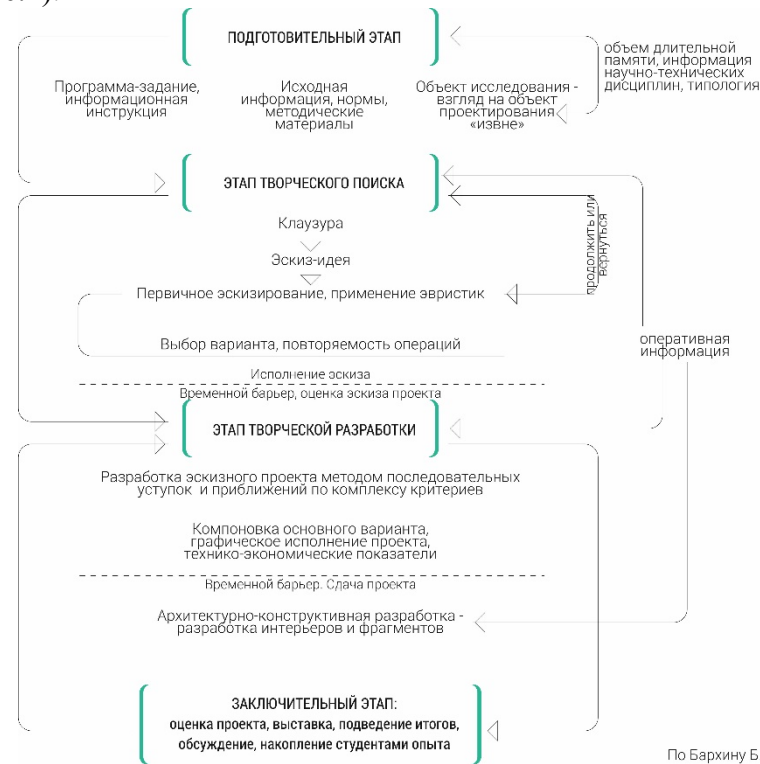 ПОДГОТОВИТЕЛЬНЫЙ ЭТАП
объем длительной
памяти, информация
научно-технических
дисциплин, типология
Программа-задание,
информационная
инструкция
Исходная
информация, нормы,
методические
материалы
Объект исследования -
взгляд на объект
проектирования
«извне»
ЭТАП ТВОРЧЕСКОГО ПОИСКА
Клаузура
Эскиз-идея
Первичное эскизирование, применение эвристик
продолжить или
вернуться
Выбор варианта, повторяемость операций
оперативная
информация
Исполнение эскиза
Временной барьер, оценка эскиза проекта
ЭТАП ТВОРЧЕСКОЙ РАЗРАБОТКИ
Разработка эскизного проекта методом последовательных
уступок и приближений по комплексу критериев
Компоновка основного варианта,
графическое исполнение проекта,
технико-экономические показатели
Временной барьер. Сдача проекта
Архитектурно-конструктивная разработка -
разработка интерьеров и фрагментов
ЗАКЛЮЧИТЕЛЬНЫЙ ЭТАП:
оценка проекта, выставка, подведение итогов,
обсуждение, накопление студентами опыта
По Бархину Б